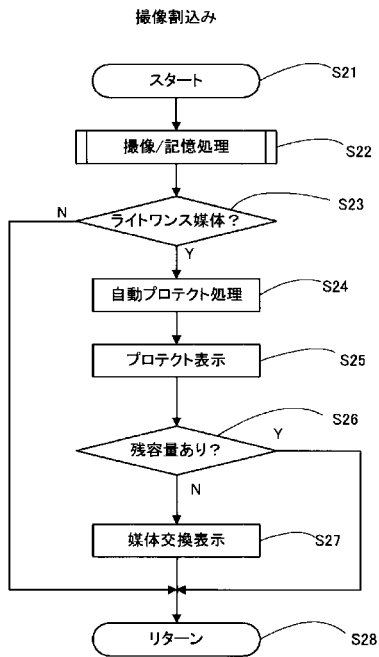 撮像割込み
スタート
S21
撮像/記憶処理
S22
ライトワンス媒体?
S23
N
Y
自動プロテクト処理
S24
プロテクト表示
S25
残容量あり?
S26
Y
N
媒体交換表示
S27
リターン
S28